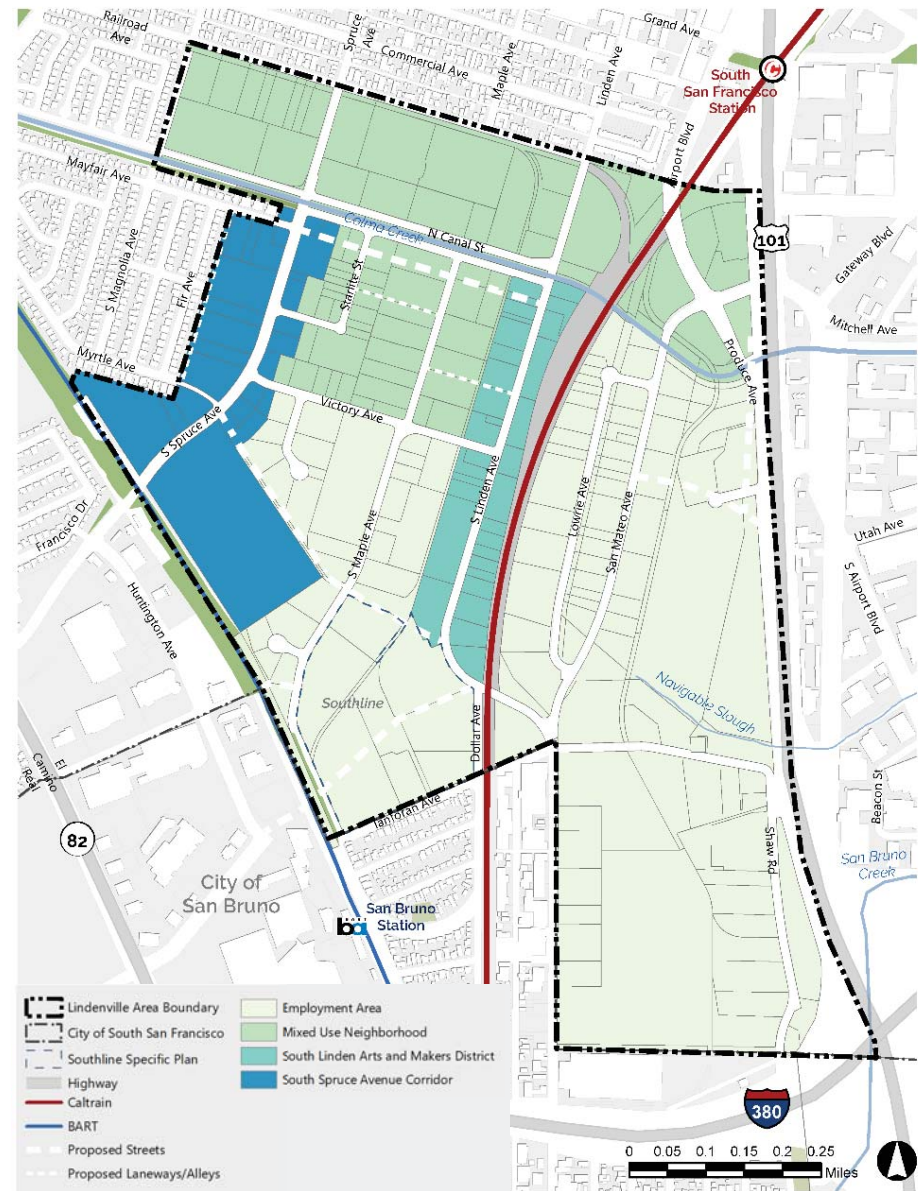 Railroad
Ave
Spruce
Ave
Commercial Ave
Maple Ave
Linden Ave
Grand Ave
South
San Francisco
Station
Airport Blvd
101
Mayfair Ave
S Magnolia Ave
Fir Ave
Myrtle Ave
Colma Creek
N Canal St
Starlite St
Gateway Blvd
Mitchell Ave
Produce Ave
Victory Ave
S Spruce Ave
S Maple Ave
S Linden Ave
Lowrie Ave
San Mateo Ave
Utah Ave
S Airport Blvd
Francisco Dr
Huntington Ave
Southline
Dollar Ave
Navigable Slough
El
Camino
Real
Tanforan Ave
Shaw Rd
Beacon St
San Bruno
Creek
82
City of
San Bruno
ba
San Bruno
Station
Lindenville Area Boundary
City of South San Francisco
Southline Specific Plan
Highway
Caltrain
BART
Proposed Streets
Proposed Laneways/Alleys
Employment Area
Mixed Use Neighborhood
South Linden Arts and Makers District
South Spruce Avenue Corridor
380
0 0.05 0.1 0.15 0.2 0.25
Miles